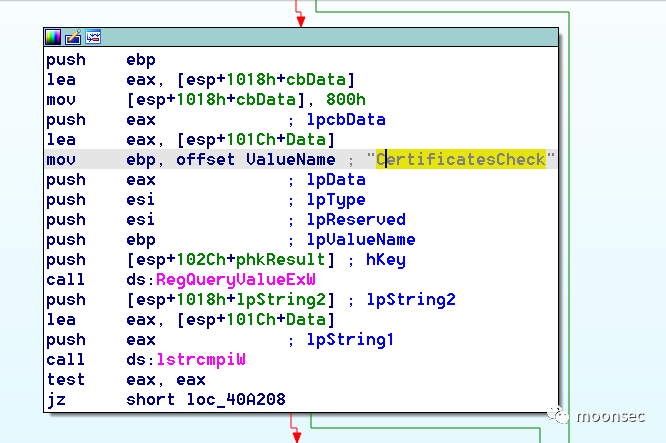 push ebp
lea eax, [esp+1018h+cbData]
mov [esp+1018h+cbData], 800h
push eax ; lpcbData
lea eax, [esp+101Ch+Data]
mov ebp, offset ValueName ; "CertificatesCheck"
push eax ; lpData
push esi ; lpType
push esi ; lpReserved
push ebp ; lpValueName
push [esp+102Ch+phkResult] ; hKey
call ds:RegQueryValueExW
push [esp+1018h+lpString2] ; lpString2
lea eax, [esp+101Ch+Data]
push eax ; lpString1
call ds:lstrcmpiW
test eax, eax
jz short loc_40A208
moonsec